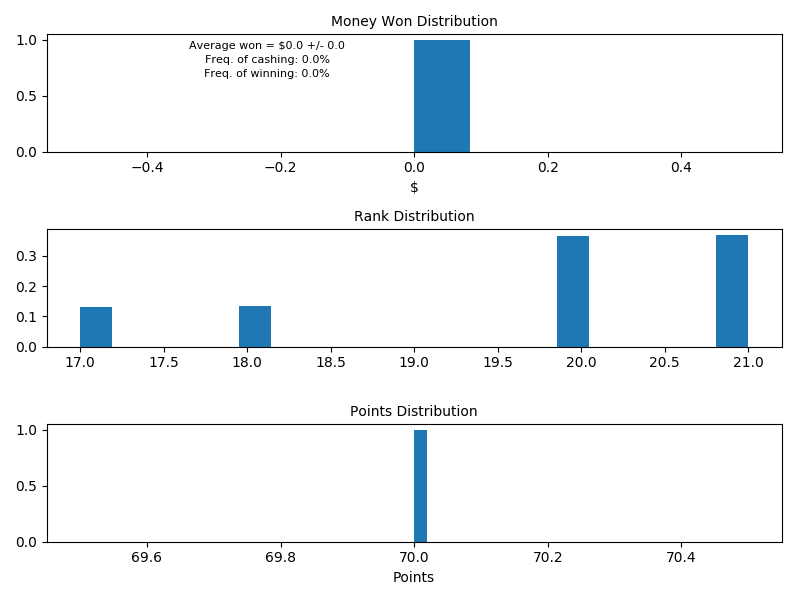 Money Won Distribution
Average won = $0.0 +/- 0.0
Freq. of cashing: 0.0%
Freq. of winning: 0.0%
1.0
0.5
0.0
−0.4 −0.2 0.0 0.2 0.4
$
Rank Distribution
0.3
0.2
0.1
0.0
17.0 17.5 18.0 18.5 19.0 19.5 20.0 20.5 21.0
Points Distribution
1.0
0.5
0.0
69.6 69.8 70.0 70.2 70.4
Points